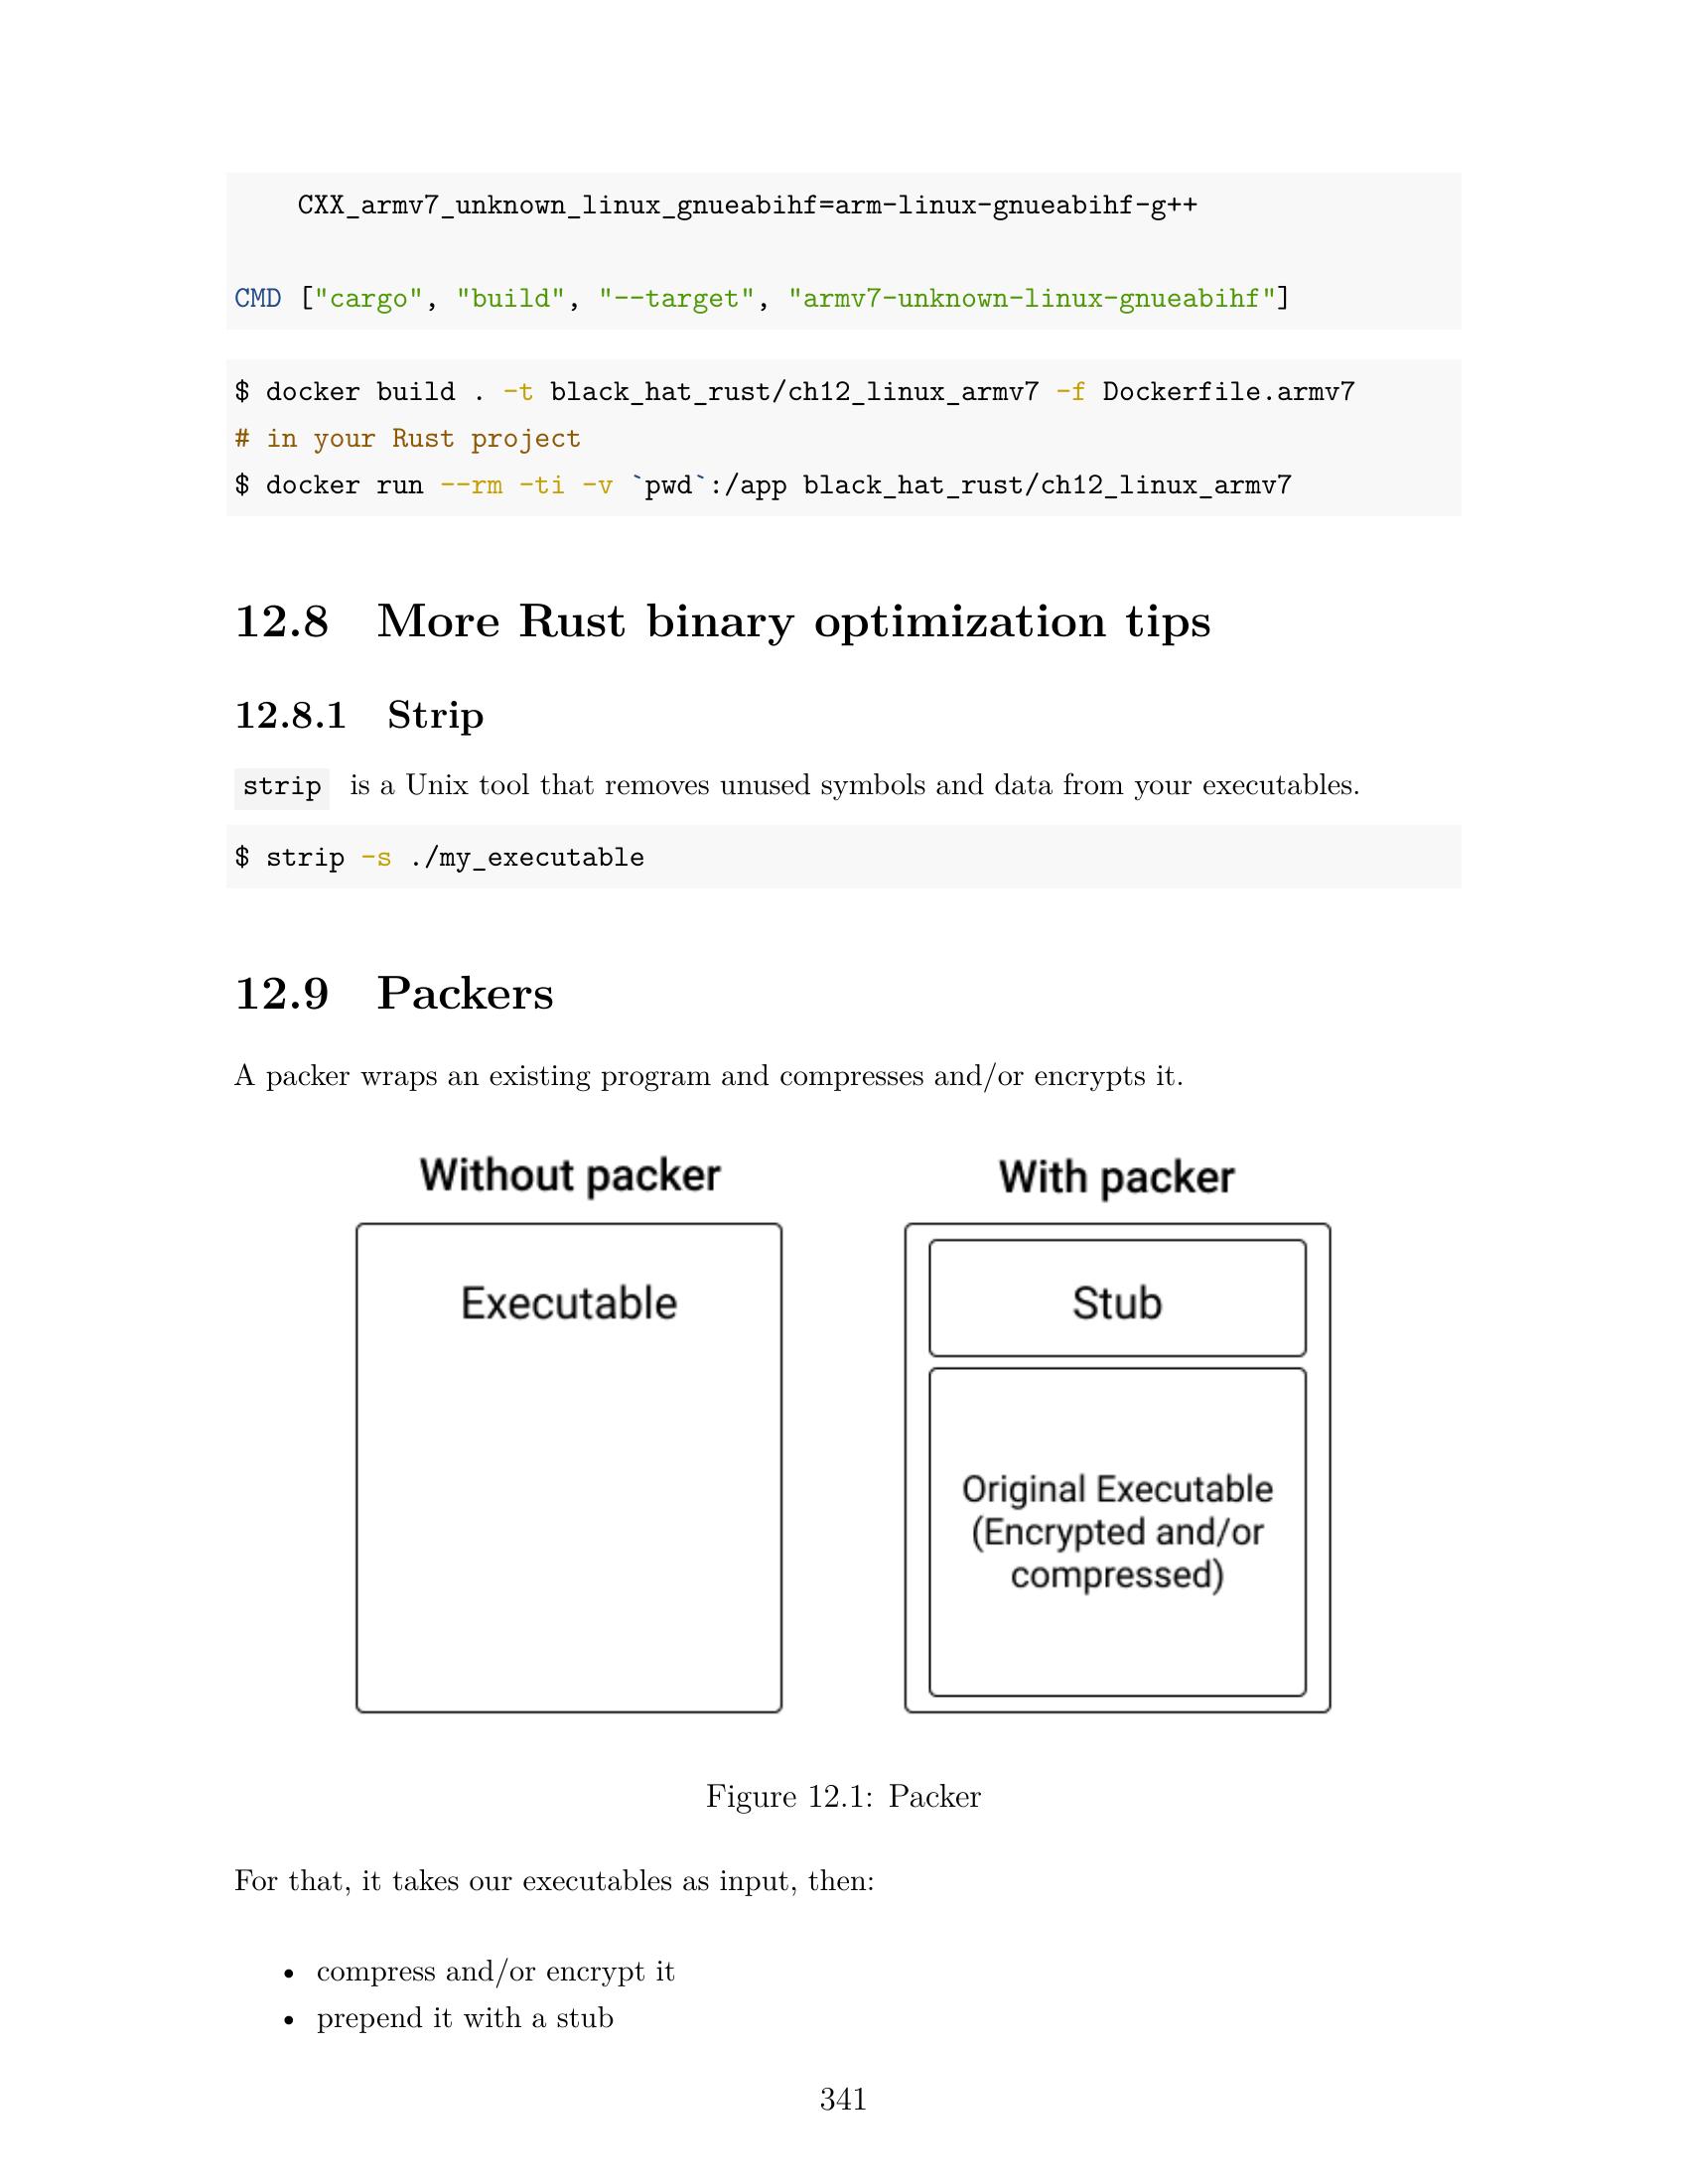 CXX_armv7_unknown_linux_gnueabihf=arm-linux-gnueabihf-g++
CMD ["cargo", "build", "--target", "armv7-unknown-linux-gnueabihf"]
$ docker build . -t black_hat_rust/ch12_linux_armv7 -f Dockerfile.armv7
# in your Rust project
$ docker run --rm -ti -v `pwd`:/app black_hat_rust/ch12_linux_armv7
12.8 More Rust binary optimization tips
12.8.1 Strip
strip is a Unix tool that removes unused symbols and data from your executables.
$ strip -s ./my_executable
12.9 Packers
A packer wraps an existing program and compresses and/or encrypts it.
Without packer
Executable
With packer
Stub
Original Executable
(Encrypted and/or
compressed)
Figure 12.1: Packer
For that, it takes our executables as input, then:
• compress and/or encrypt it
• prepend it with a stub
341